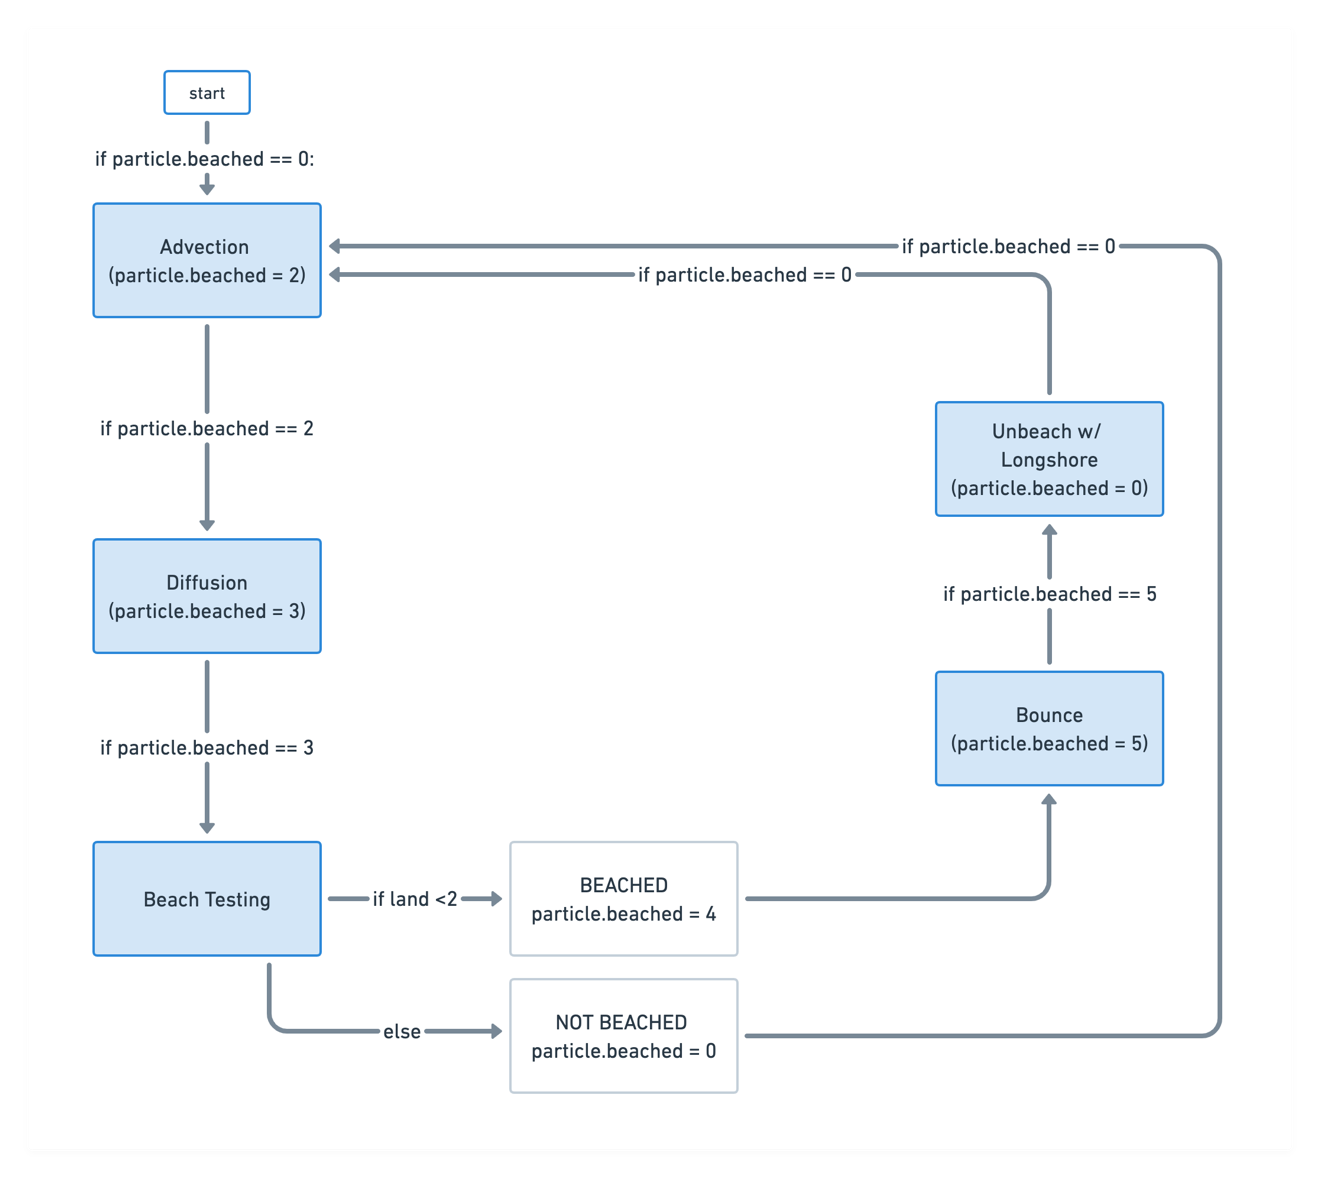 start
if particle.beached == 0:
Advection
(particle.beached = 2)
if particle.beached == 0
if particle.beached == 0
if particle.beached == 2
Unbeach w/
Longshore
(particle.beached = 0)
Diffusion
(particle.beached = 3)
if particle.beached == 5
Bounce
(particle.beached = 5)
if particle.beached == 3
Beach Testing
if land <2
BEACHED
particle.beached = 4
else
NOT BEACHED
particle.beached = 0